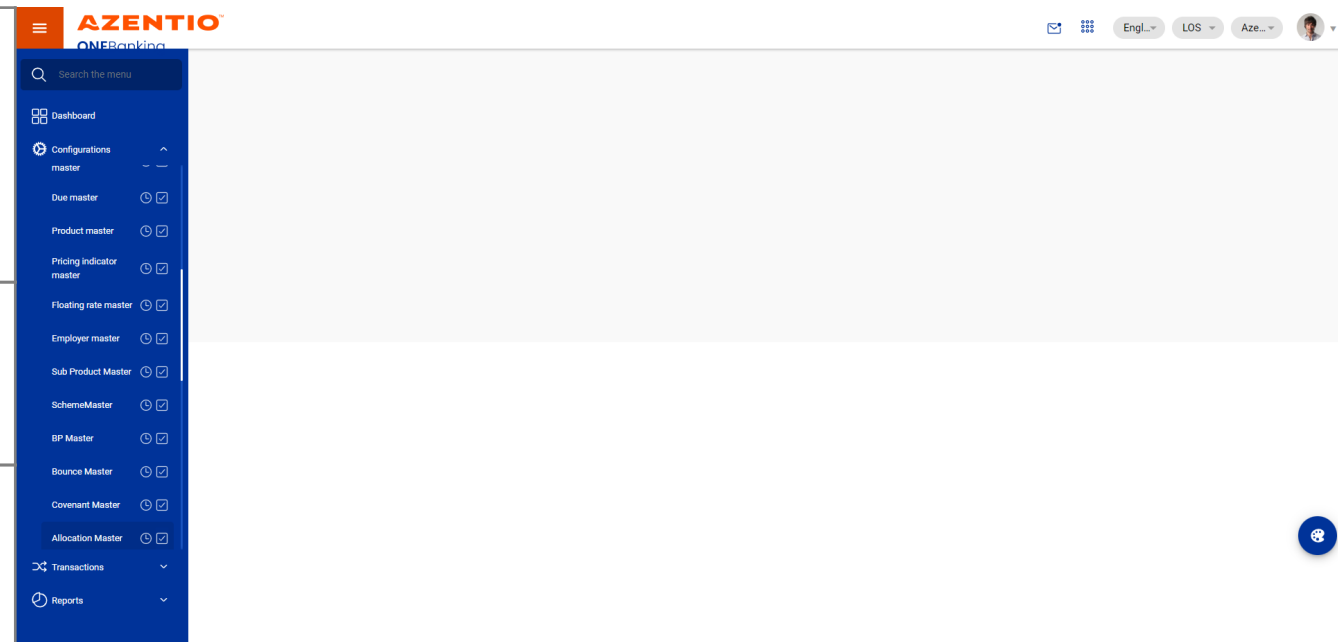 AZENTIO™
ONEBanking
Engl...
LOS
Aze...
Search the menu
Dashboard
Configurations
master
Due master
Product master
Pricing indicator
master
Floating rate master
Employer master
Sub Product Master
SchemeMaster
BP Master
Bounce Master
Covenant Master
Allocation Master
Transactions
Reports